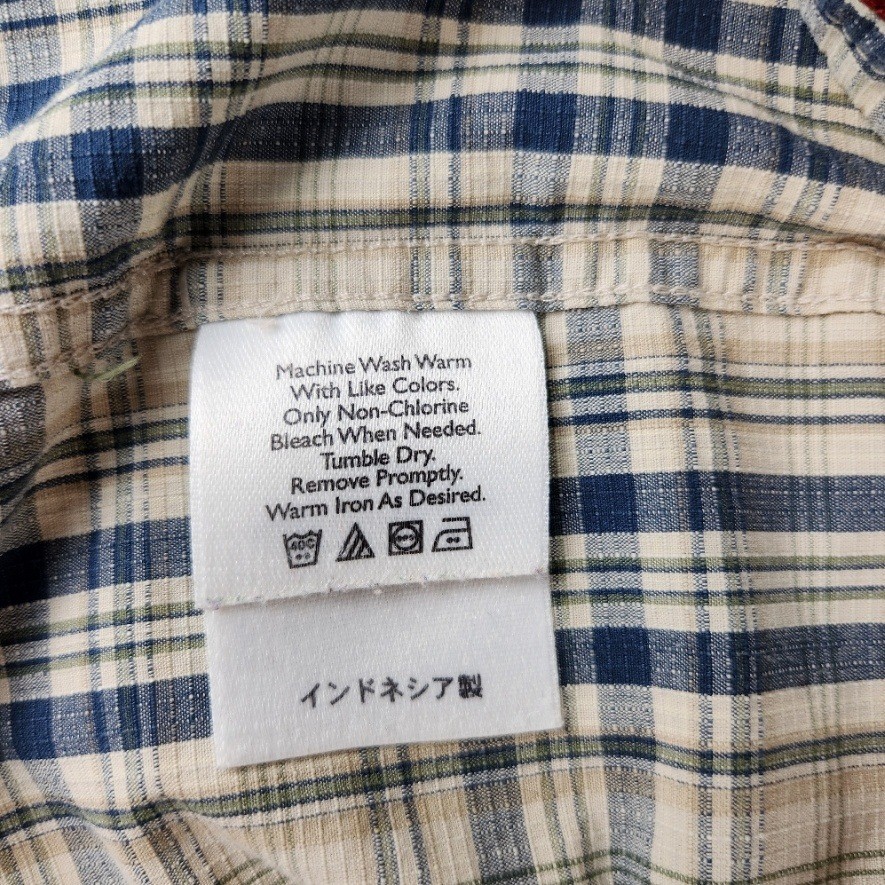 Machine Wash Warm
With Like Colors.
Only Non-Chlorine
Bleach When Needed.
Tumble Dry.
Remove Promptly.
Warm Iron As Desired.
40C
インドネシア製